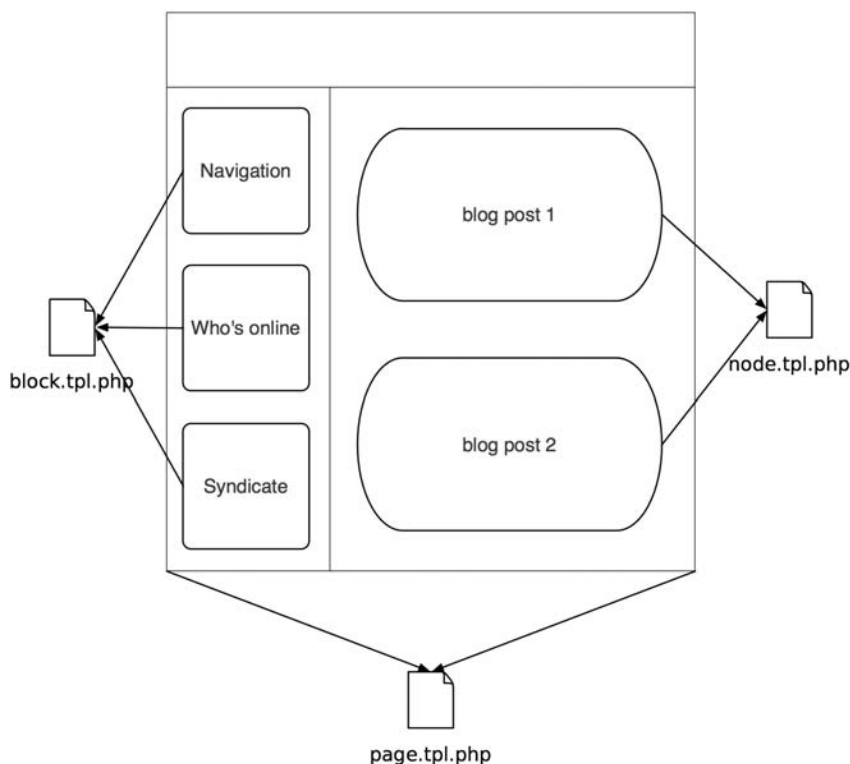 Navigation
blog post 1
Who's online
block.tpl.php
node.tpl.php
blog post 2
Syndicate
page.tpl.php